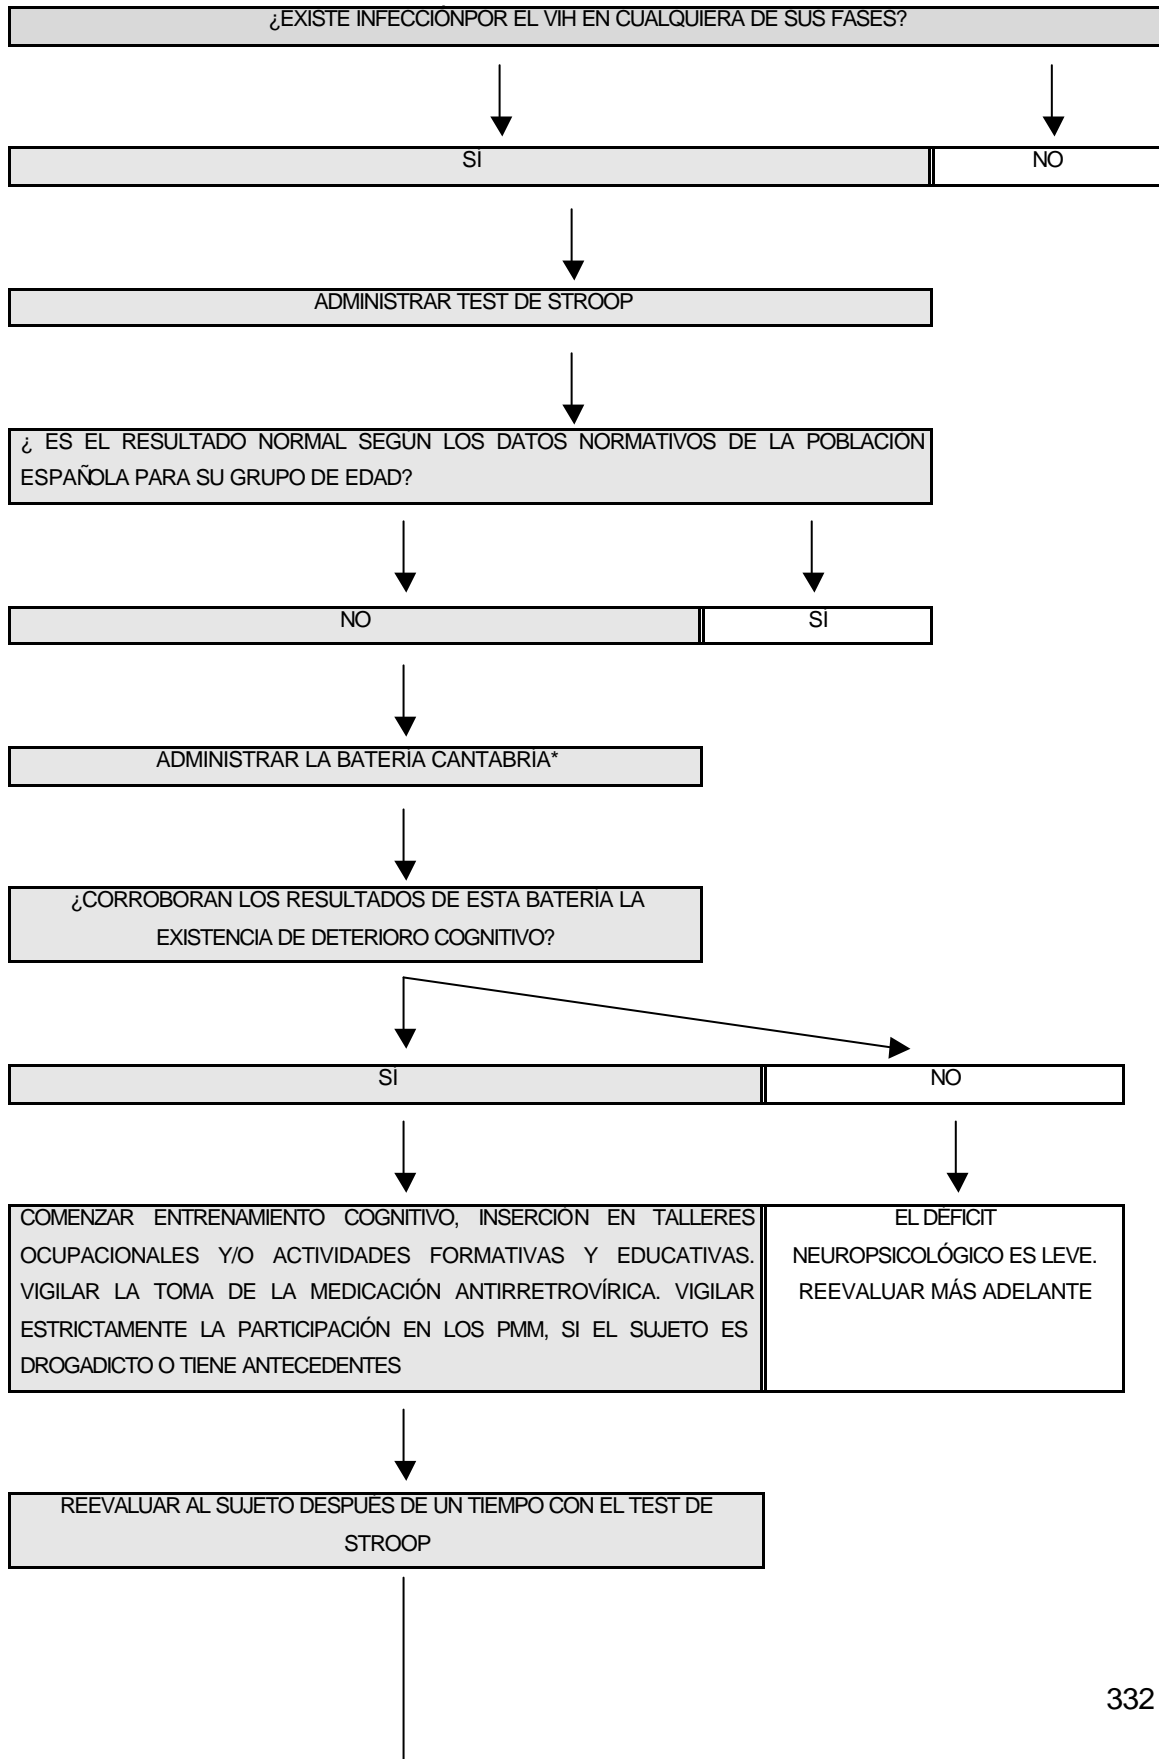 ¿EXISTE INFECCIÓNPOR EL VIH EN CUALQUIERA DE SUS FASES?
SÍ
NO
ADMINISTRAR TEST DE STROOP
¿ ES EL RESULTADO NORMAL SEGÚN LOS DATOS NORMATIVOS DE LA POBLACIÓN
ESPAÑOLA PARA SU GRUPO DE EDAD?
NO
SÍ
ADMINISTRAR LA BATERÍA CANTABRÍA*
¿CORROBORAN LOS RESULTADOS DE ESTA BATERÍA LA
EXISTENCIA DE DETERIORO COGNITIVO?
SÍ
NO
COMENZAR ENTRENAMIENTO COGNITIVO, INSERCIÓN EN TALLERES
OCUPACIONALES Y/O ACTIVIDADES FORMATIVAS Y EDUCATIVAS.
VIGILAR LA TOMA DE LA MEDICACIÓN ANTIRRETROVÍRICA. VIGILAR
ESTRICTAMENTE LA PARTICIPACIÓN EN LOS PMM, SI EL SUJETO ES
DROGADICTO O TIENE ANTECEDENTES
EL DÉFICIT
NEUROPSICOLÓGICO ES LEVE.
REEVALUAR MÁS ADELANTE
REEVALUAR AL SUJETO DESPUÉS DE UN TIEMPO CON EL TEST DE
STROOP
332